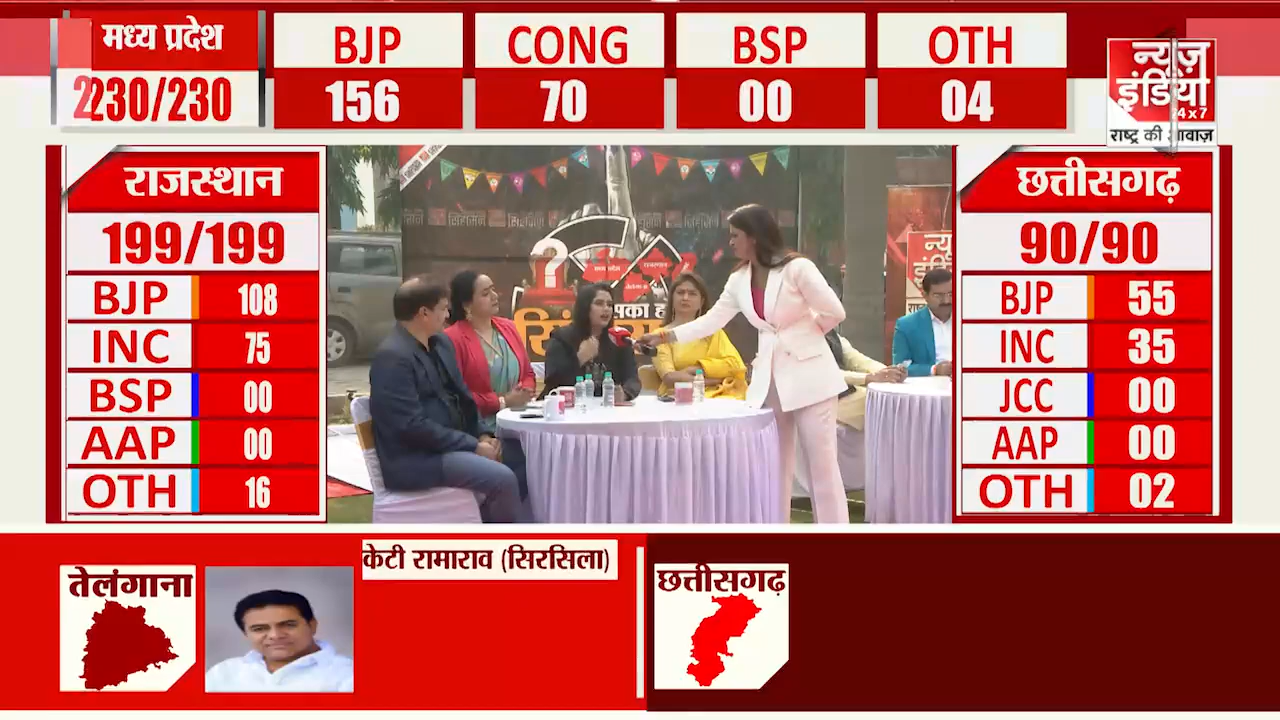 मध्य प्रदेश
230/230
BJP
156
CONG
70
BSP
00
OTH
04
न्यूज़
इंडिया
24x7
राष्ट्र की आवाज़
राजस्थान
199/199
BJP 108
INC 75
BSP 00
AAP 00
OTH 16
छत्तीसगढ़
90/90
BJP 55
INC 35
JCC 00
AAP 00
OTH 02
तेलंगाना
केटी रामाराव (सिरसिला)
छत्तीसगढ़